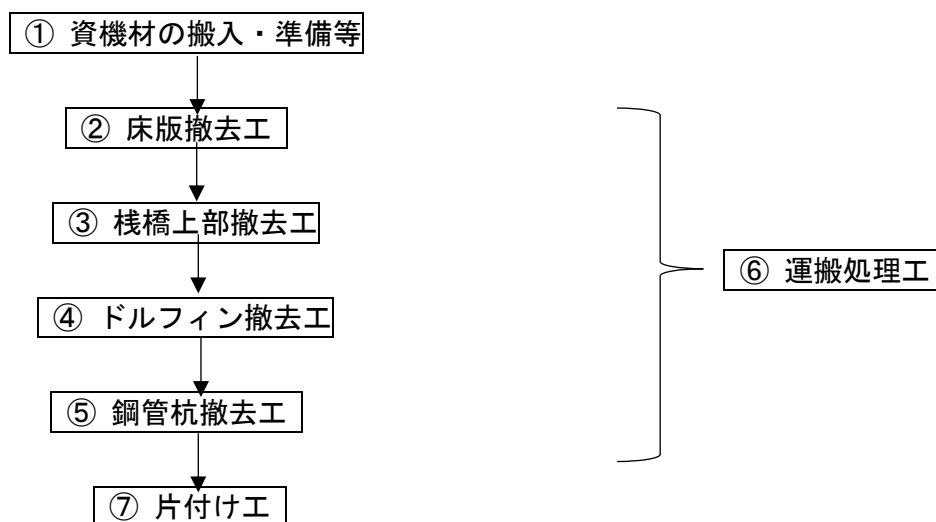 ① 資機材の搬入・準備等
② 床版撤去工
③ 桟橋上部撤去工
④ ドルフィン撤去工
⑤ 鋼管杭撤去工
⑥ 運搬処理工
⑦ 片付け工